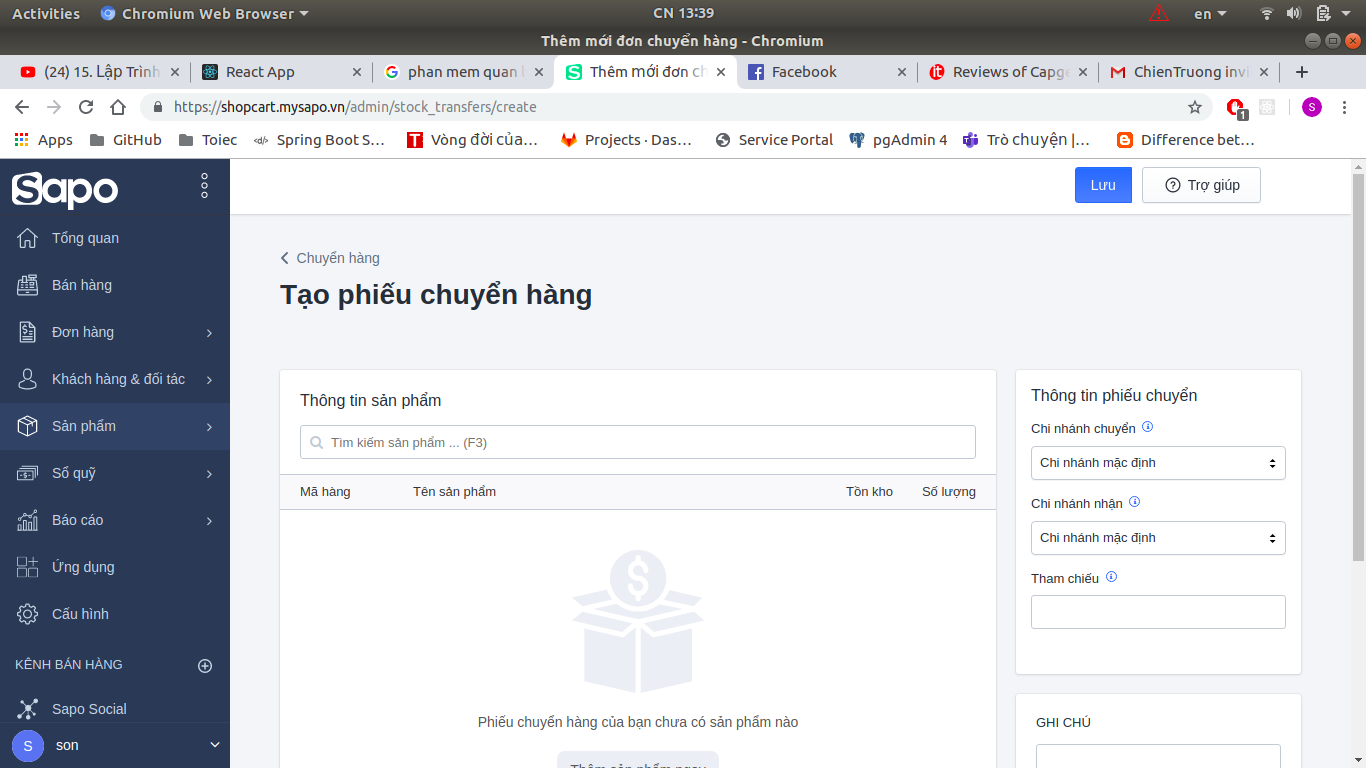 Activities Chromium Web Browser CN 13:39 en
Thêm mới đơn chuyển hàng - Chromium
(24) 15. Lập Trình React App phan mem quan Thêm mới đơn ch Facebook Reviews of Capge ChienTruong invi
https://shopcart.mysapo.vn/admin/stock_transfers/create 1 S
Apps GitHub Toiec Spring Boot S… Vòng đời của… Projects · Das… Service Portal pgAdmin 4 Trò chuyện |… Difference bet…
Sapo
Lưu
Trợ giúp
Tổng quan
Bán hàng
Đơn hàng
Khách hàng & đối tác
Sản phẩm
Sổ quỹ
Báo cáo
Ứng dụng
Cấu hình
KÊNH BÁN HÀNG
Sapo Social
S son
Chuyển hàng
Tạo phiếu chuyển hàng
Thông tin sản phẩm
Tìm kiếm sản phẩm ... (F3)
Mã hàng Tên sản phẩm Tồn kho Số lượng
Phiếu chuyển hàng của bạn chưa có sản phẩm nào
Thêm sản phẩm ngay
Thông tin phiếu chuyển
Chi nhánh chuyển
Chi nhánh mặc định
Chi nhánh nhận
Chi nhánh mặc định
Tham chiếu
GHI CHÚ